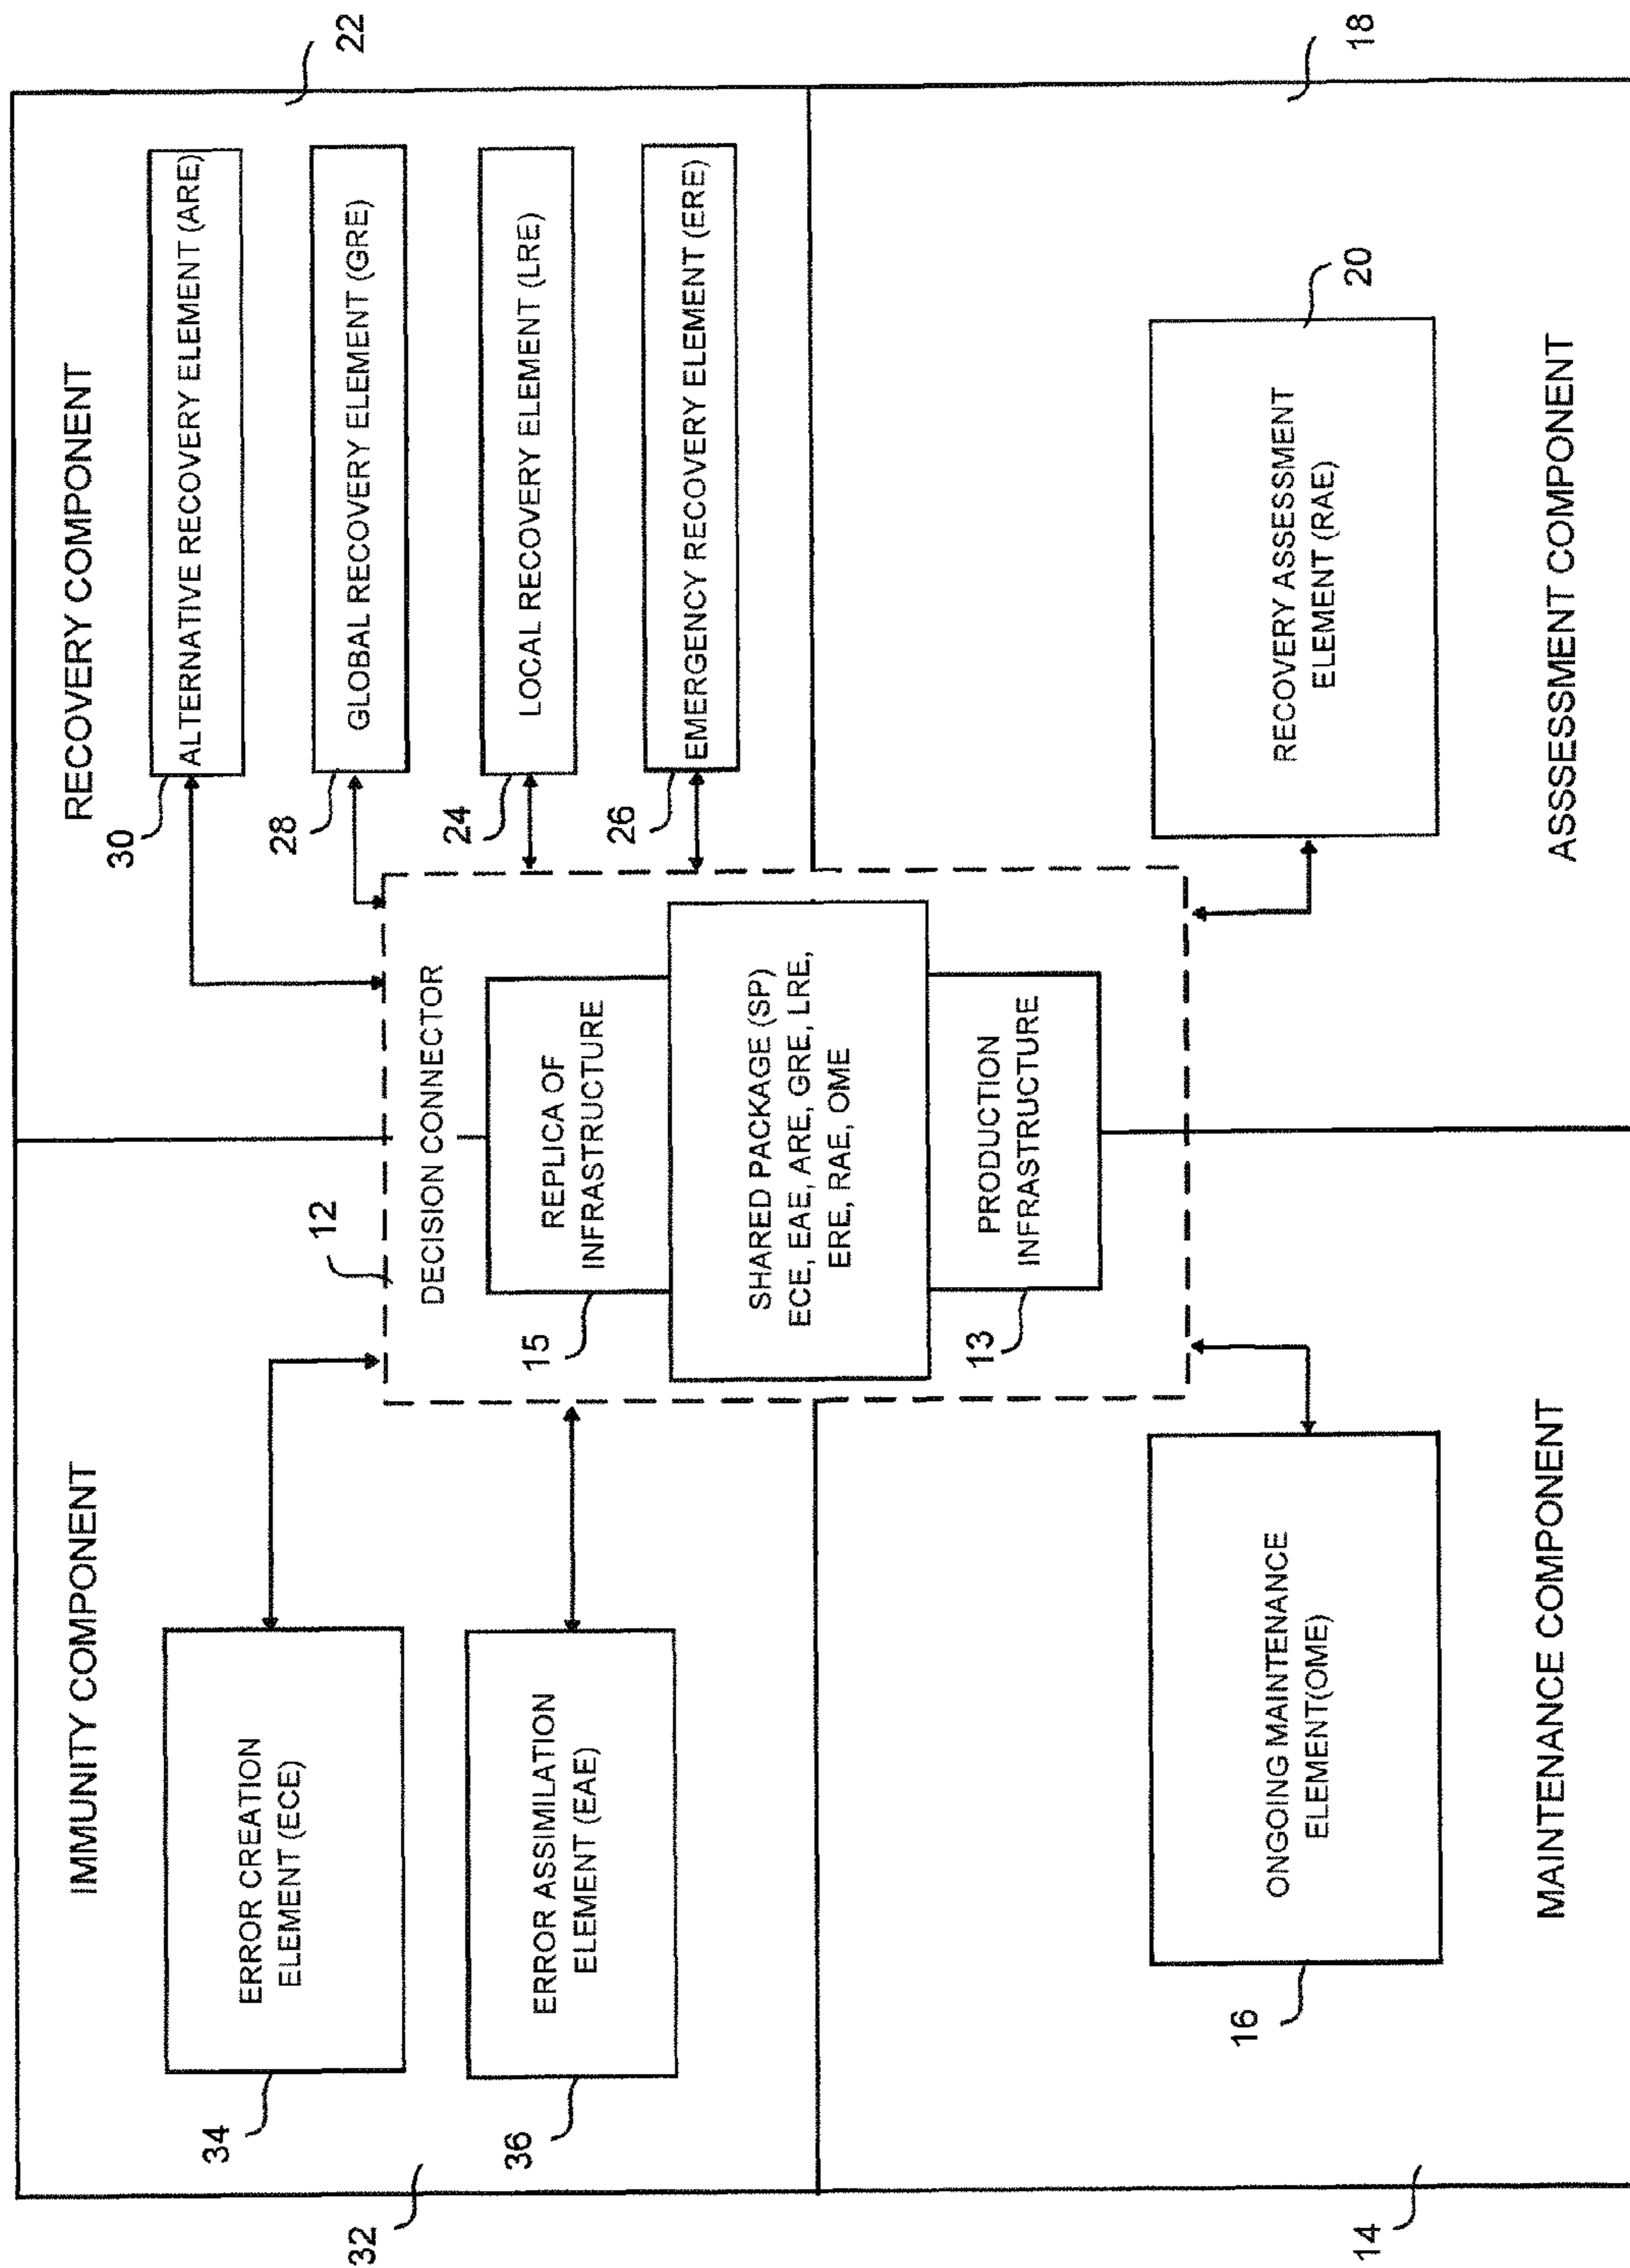 IMMUNITY COMPONENT
RECOVERY COMPONENT
22
34
ERROR CREATION
ELEMENT (ECE)
36
ERROR ASSIMILATION
ELEMENT (EAE)
32
30
ALTERNATIVE RECOVERY ELEMENT (ARE)
28
GLOBAL RECOVERY ELEMENT (GRE)
24
LOCAL RECOVERY ELEMENT (LRE)
26
EMERGENCY RECOVERY ELEMENT (ERE)
12
DECISION CONNECTOR
15
REPLICA OF
INFRASTRUCTURE
SHARED PACKAGE (SP)
ECE, EAE, ARE, GRE, LRE,
ERE, RAE, OME
13
PRODUCTION
INFRASTRUCTURE
16
ONGOING MAINTENANCE
ELEMENT(OME)
MAINTENANCE COMPONENT
14
20
RECOVERY ASSESSMENT
ELEMENT (RAE)
ASSSESSMENT COMPONENT
18